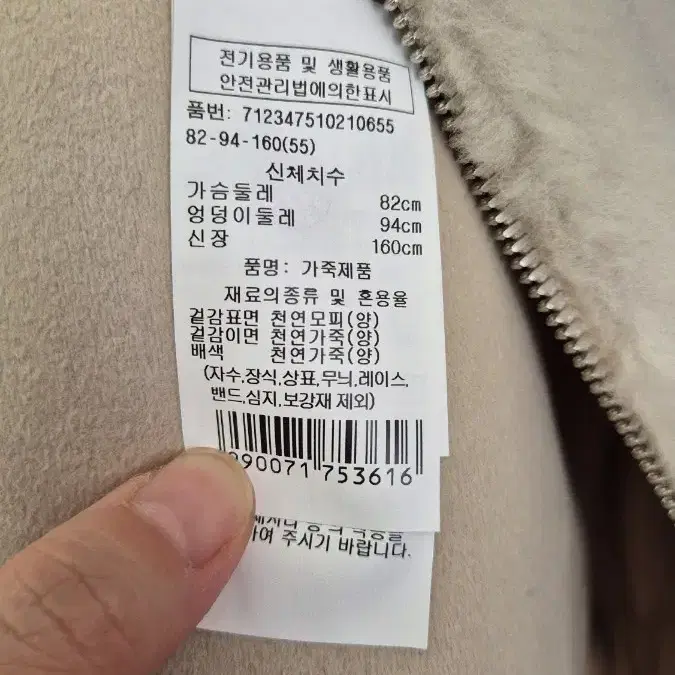 전기용품 및 생활용품
안전관리법에의한표시
품번: 712347510210655
82-94-160(55)
신체치수
가슴둘레 82cm
엉덩이둘레 94cm
신장 160cm
품명: 가죽제품
재료의종류 및 혼용율
겉감표면 천연모피(양)
겉감이면 천연가죽(양)
배색 천연가죽(양)
(자수,장식,상표,무늬,레이스,
밴드,심지,보강재 제외)
90071 753616
여 주시기 바랍니다.